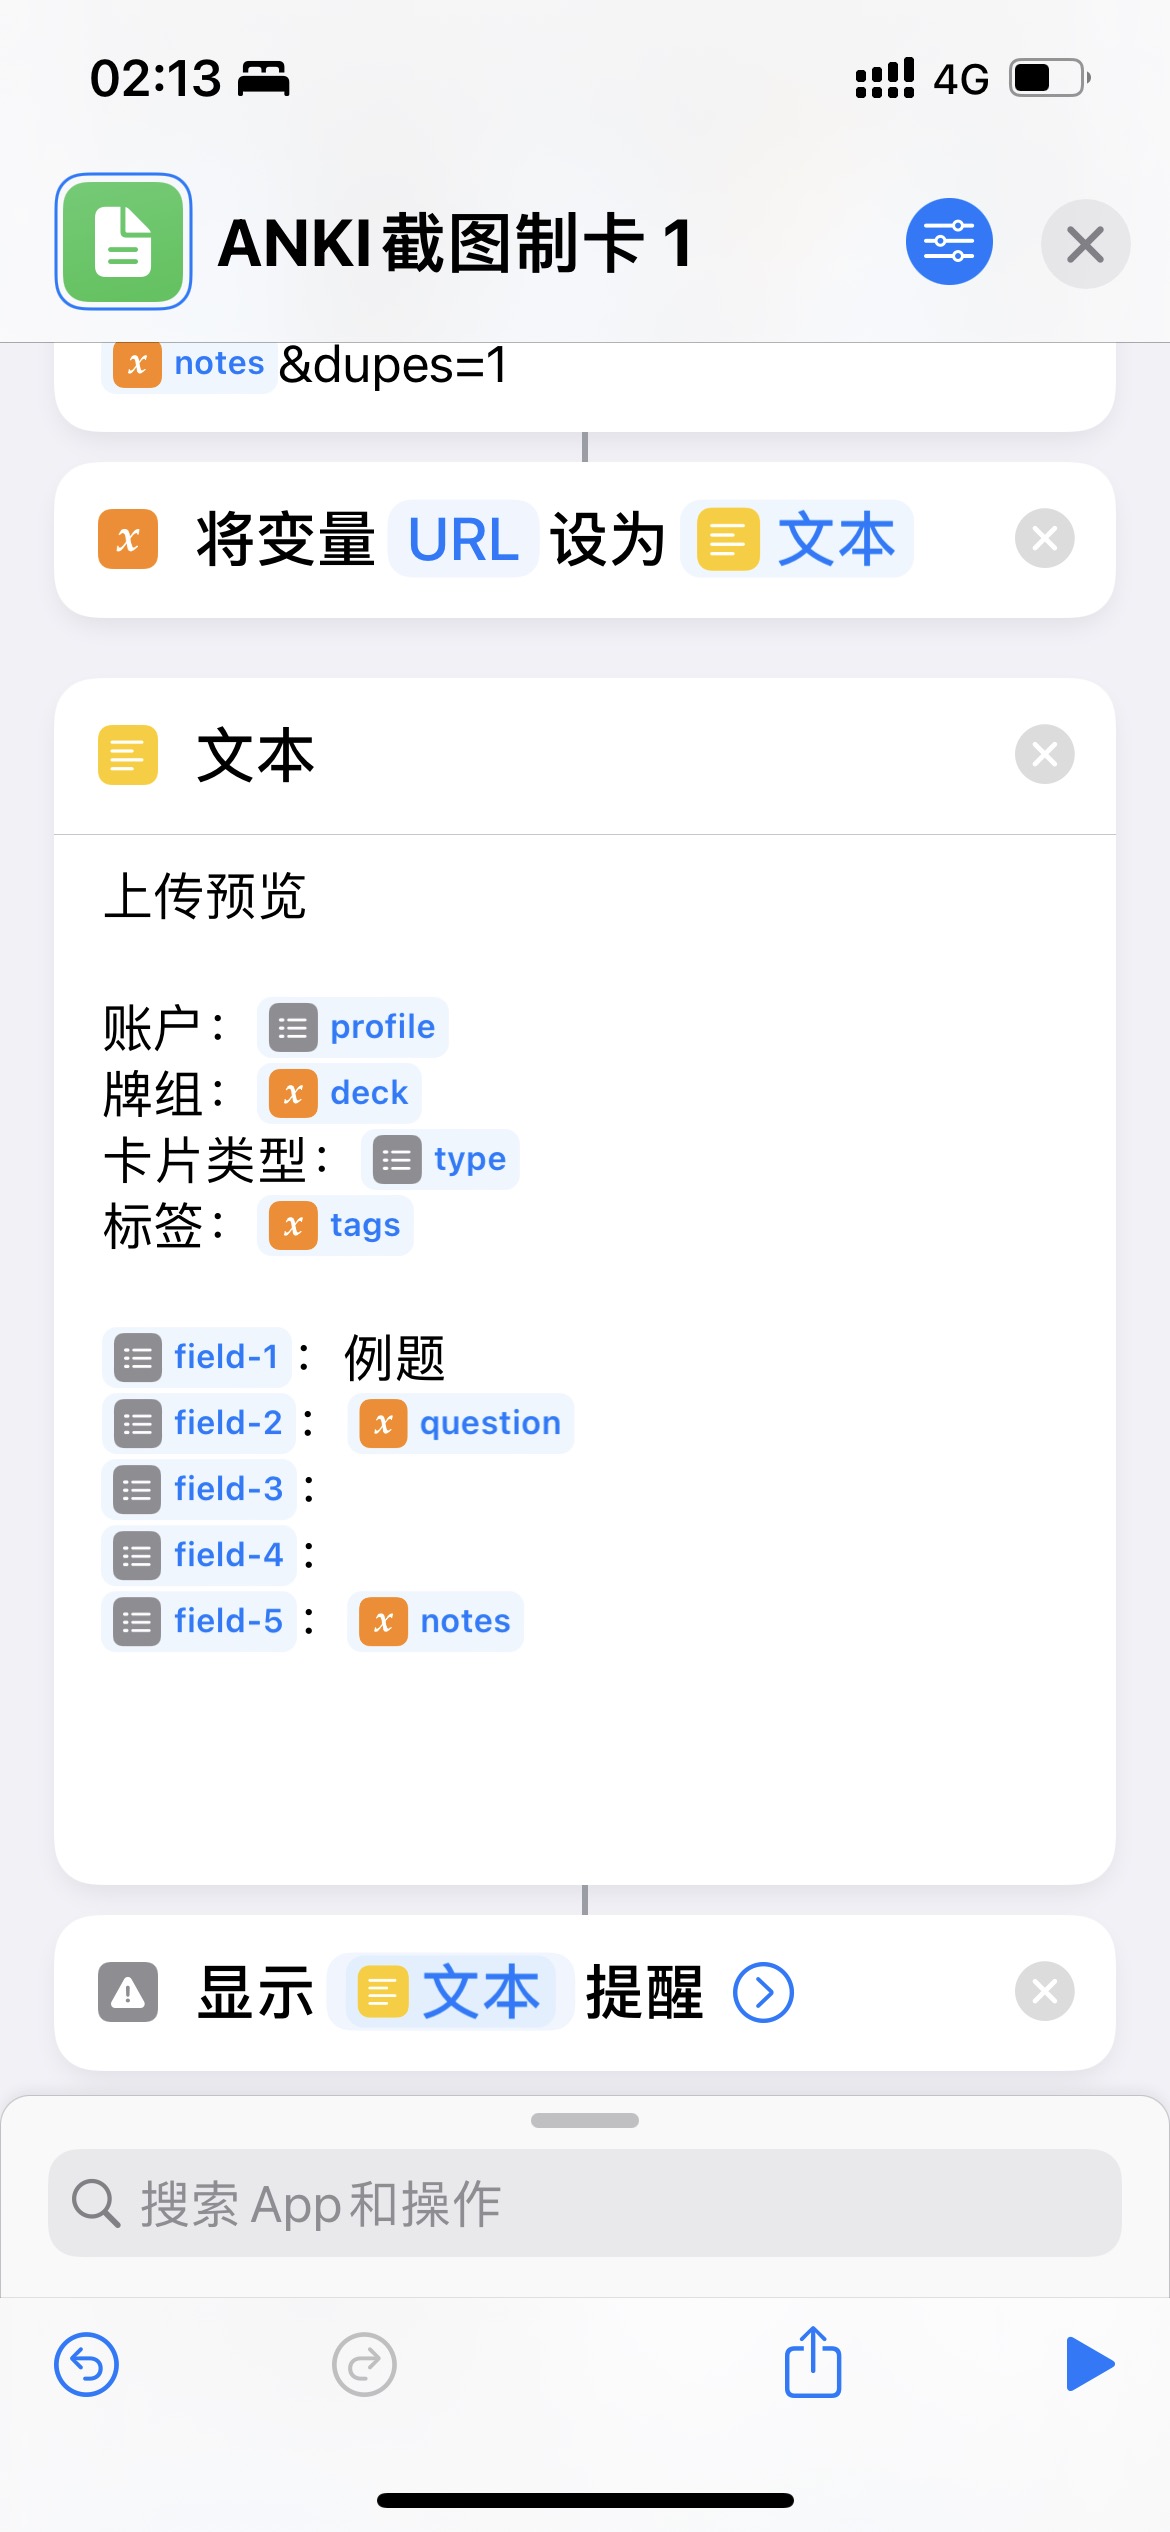 02:13
4G
ANKI截图制卡 1
notes &dupes=1
将变量 URL 设为 文本
文本
上传预览
账户： profile
牌组： deck
卡片类型： type
标签： tags
field-1：例题
field-2： question
field-3：
field-4：
field-5： notes
显示 文本 提醒
搜索 App 和操作